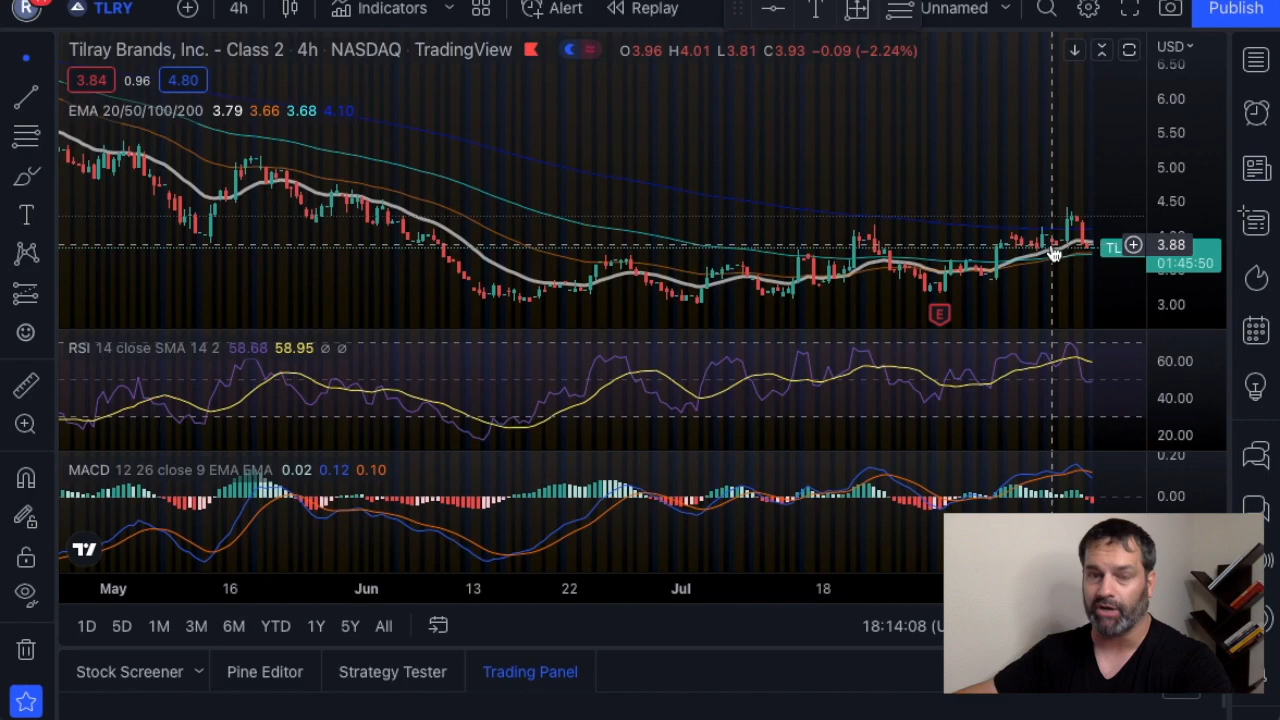 R TLRY 4h Indicators Alert Replay Unnamed Publish
Tilray Brands, Inc. - Class 2 4h NASDAQ TradingView O3.96 H4.01 L3.81 C3.93 -0.09 (-2.24%) USD
3.84 0.96 4.80
EMA 20/50/100/200 3.79 3.66 3.68 4.10
6.50
6.00
5.50
5.00
4.50
TL 3.88
01:45:50
3.00
E
RSI 14 close SMA 14 2 58.68 58.95 ∅ ∅
60.00
40.00
20.00
MACD 12 26 close 9 EMA EMA 0.02 0.12 0.10
0.20
0.00
May 16 Jun 13 22 Jul 18
1D 5D 1M 3M 6M YTD 1Y 5Y All 18:14:08 (U
Stock Screener Pine Editor Strategy Tester Trading Panel